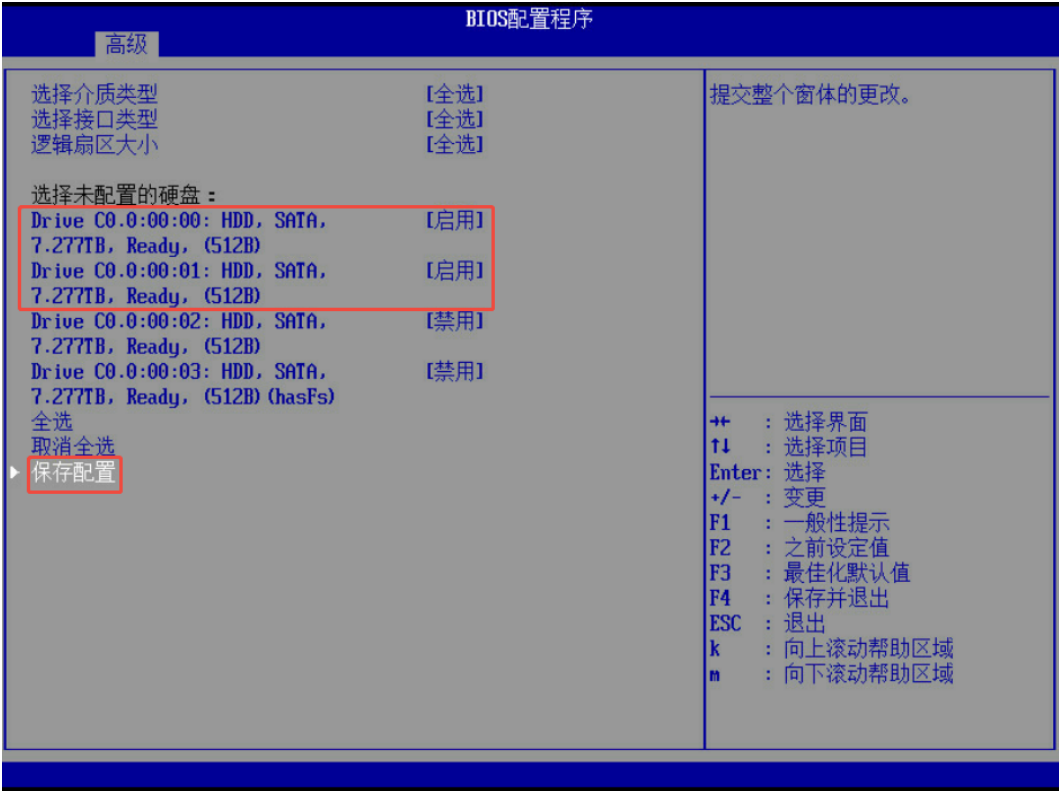 BIOS配置程序
高级
选择介质类型 [全选]
选择接口类型 [全选]
逻辑扇区大小 [全选]
选择未配置的硬盘：
Drive C0.0:00:00: HDD, SATA, [启用]
7.277TB, Ready, (512B)
Drive C0.0:00:01: HDD, SATA, [启用]
7.277TB, Ready, (512B)
Drive C0.0:00:02: HDD, SATA, [禁用]
7.277TB, Ready, (512B)
Drive C0.0:00:03: HDD, SATA, [禁用]
7.277TB, Ready, (512B)(hasFs)
全选
取消全选
保存配置
提交整个窗体的更改。
→← : 选择界面
↑↓ : 选择项目
Enter: 选择
+/- : 变更
F1 : 一般性提示
F2 : 之前设定值
F3 : 最佳化默认值
F4 : 保存并退出
ESC : 退出
k : 向上滚动帮助区域
m : 向下滚动帮助区域